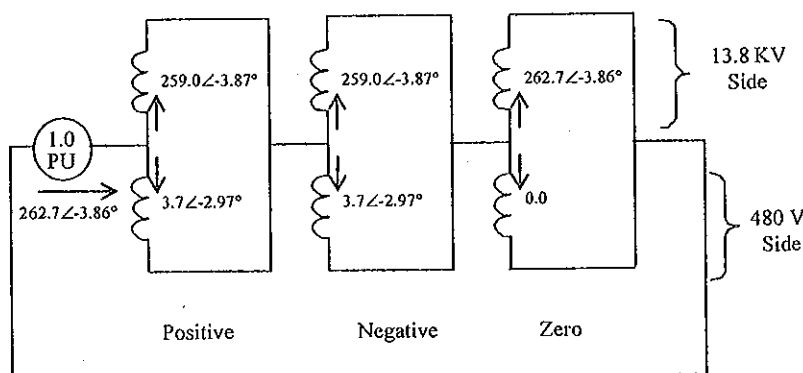 259.0∠-3.87°
259.0∠-3.87°
262.7∠-3.86°
13.8 KV
Side
1.0
PU
262.7∠-3.86°
3.7∠-2.97°
3.7∠-2.97°
0.0
480 V
Side
Positive
Negative
Zero